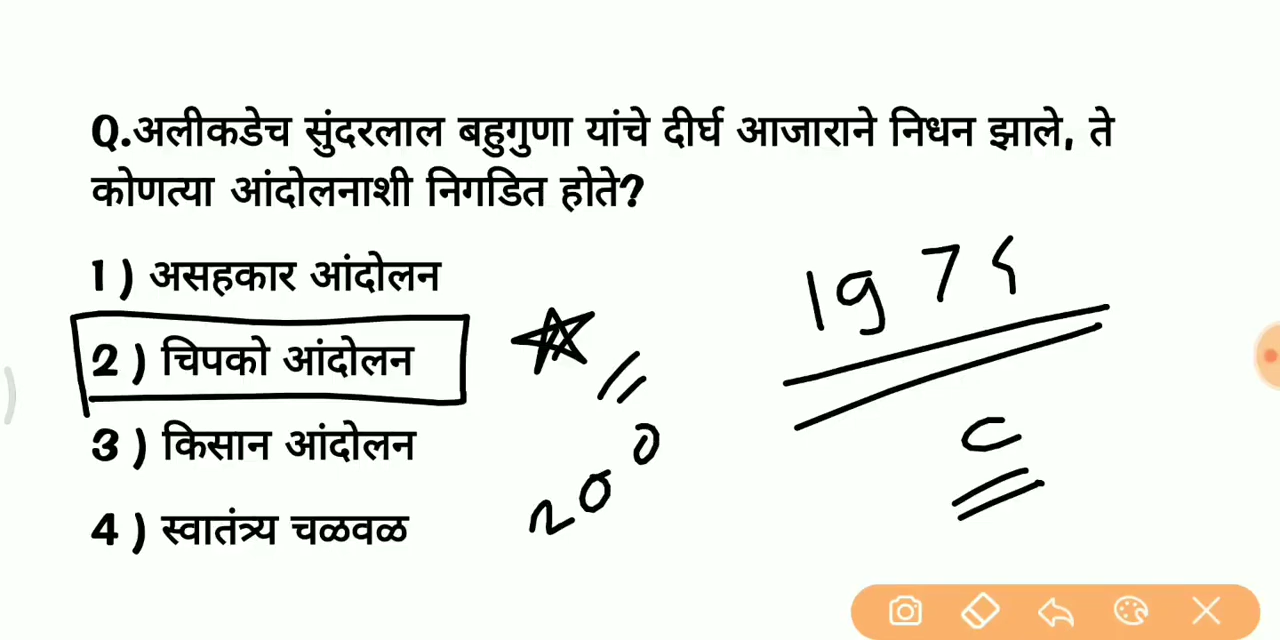 Q.अलीकडेच सुंदरलाल बहुगुणा यांचे दीर्घ आजाराने निधन झाले, ते
कोणत्या आंदोलनाशी निगडित होते?
1 ) असहकार आंदोलन
2 ) चिपको आंदोलन
3 ) किसान आंदोलन
4 ) स्वातंत्र्य चळवळ
200